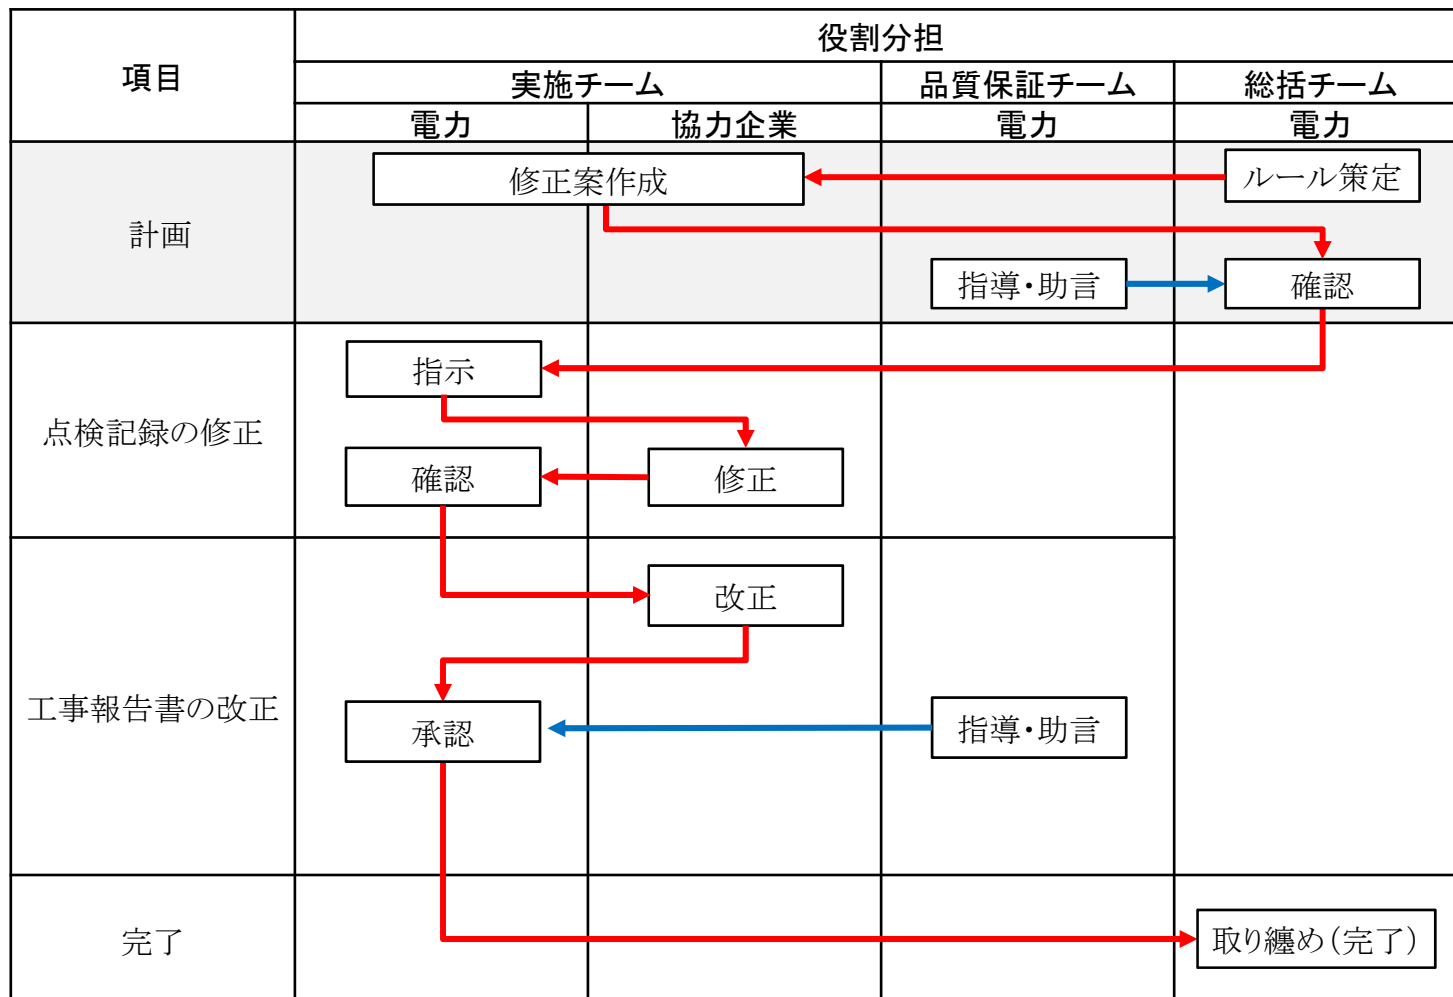 項目
役割分担
実施チーム
品質保証チーム
総括チーム
電力
協力企業
電力
電力
計画
修正案作成
ルール策定
指導・助言
確認
点検記録の修正
指示
確認
修正
工事報告書の改正
改正
承認
指導・助言
完了
取り纏め(完了)